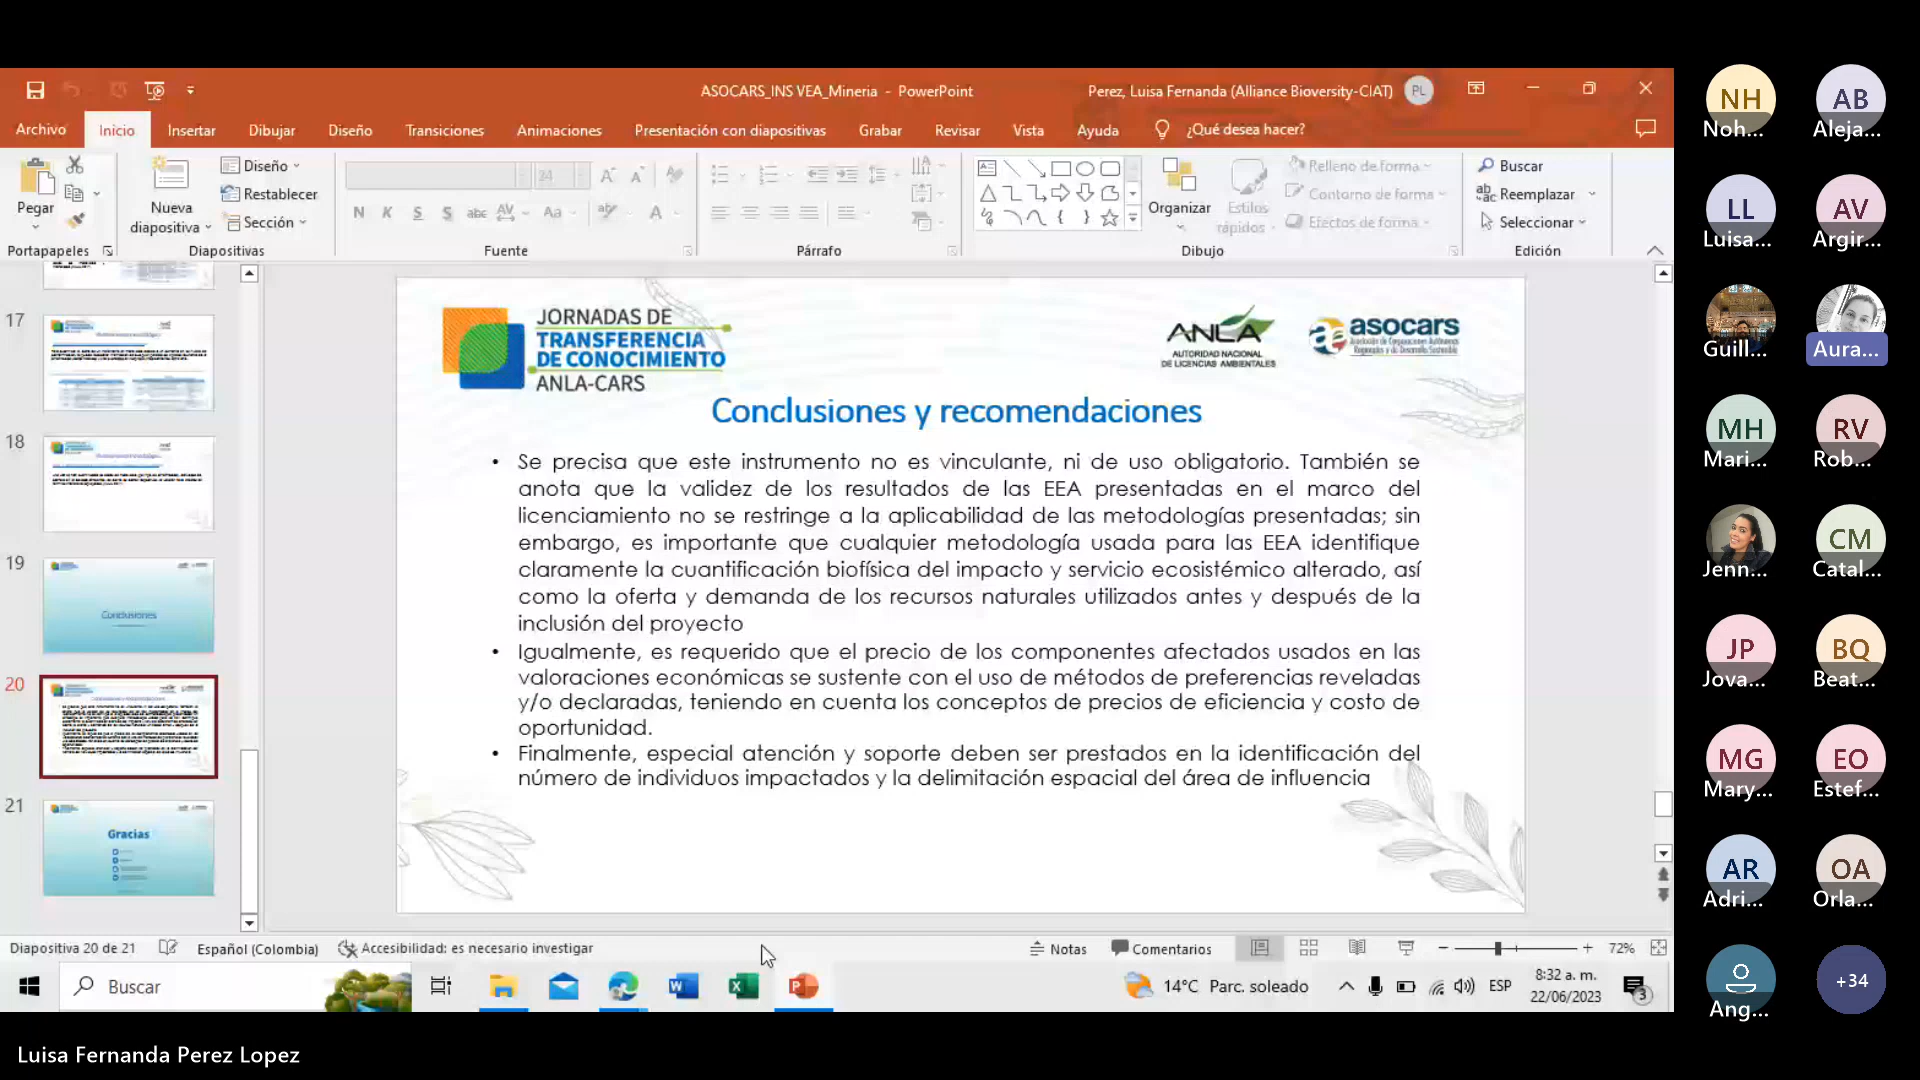 ASOCARS_INS VEA_Mineria - PowerPoint
Perez, Luisa Fernanda (Alliance Bioversity-CIAT)
PL
Archivo
Inicio
Insertar
Dibujar
Diseño
Transiciones
Animaciones
Presentación con diapositivas
Grabar
Revisar
Vista
Ayuda
¿Qué desea hacer?
Pegar
Nueva
diapositiva
Diseño
Restablecer
Sección
24
N K S S abc AV Aa A
Organizar
Estilos
rápidos
Relleno de forma
Contorno de forma
Efectos de forma
Buscar
Reemplazar
Seleccionar
Portapapeles
Diapositivas
Fuente
Párrafo
Dibujo
Edición
17
18
19
Conclusiones
20
21
Gracias
JORNADAS DE
TRANSFERENCIA
DE CONOCIMIENTO
ANLA-CARS
ANLA
AUTORIDAD NACIONAL
DE LICENCIAS AMBIENTALES
asocars
Asociación de Corporaciones Autónomas
Regionales y de Desarrollo Sostenible
Conclusiones y recomendaciones
• Se precisa que este instrumento no es vinculante, ni de uso obligatorio. También se
anota que la validez de los resultados de las EEA presentadas en el marco del
licenciamiento no se restringe a la aplicabilidad de las metodologías presentadas; sin
embargo, es importante que cualquier metodología usada para las EEA identifique
claramente la cuantificación biofísica del impacto y servicio ecosistémico alterado, así
como la oferta y demanda de los recursos naturales utilizados antes y después de la
inclusión del proyecto
• Igualmente, es requerido que el precio de los componentes afectados usados en las
valoraciones económicas se sustente con el uso de métodos de preferencias reveladas
y/o declaradas, teniendo en cuenta los conceptos de precios de eficiencia y costo de
oportunidad.
• Finalmente, especial atención y soporte deben ser prestados en la identificación del
número de individuos impactados y la delimitación espacial del área de influencia
Diapositiva 20 de 21
Español (Colombia)
Accesibilidad: es necesario investigar
Notas
Comentarios
72%
Buscar
14°C Parc. soleado
ESP
8:32 a. m.
22/06/2023
3
Luisa Fernanda Perez Lopez
NH
Noh...
AB
Aleja...
LL
Luisa...
AV
Argir...
Guill...
Aura...
MH
Mari...
RV
Rob...
Jenn...
CM
Catal...
JP
Jova...
BQ
Beat...
MG
Mary...
EO
Estef...
AR
Adri...
OA
Orla...
Ang...
+34